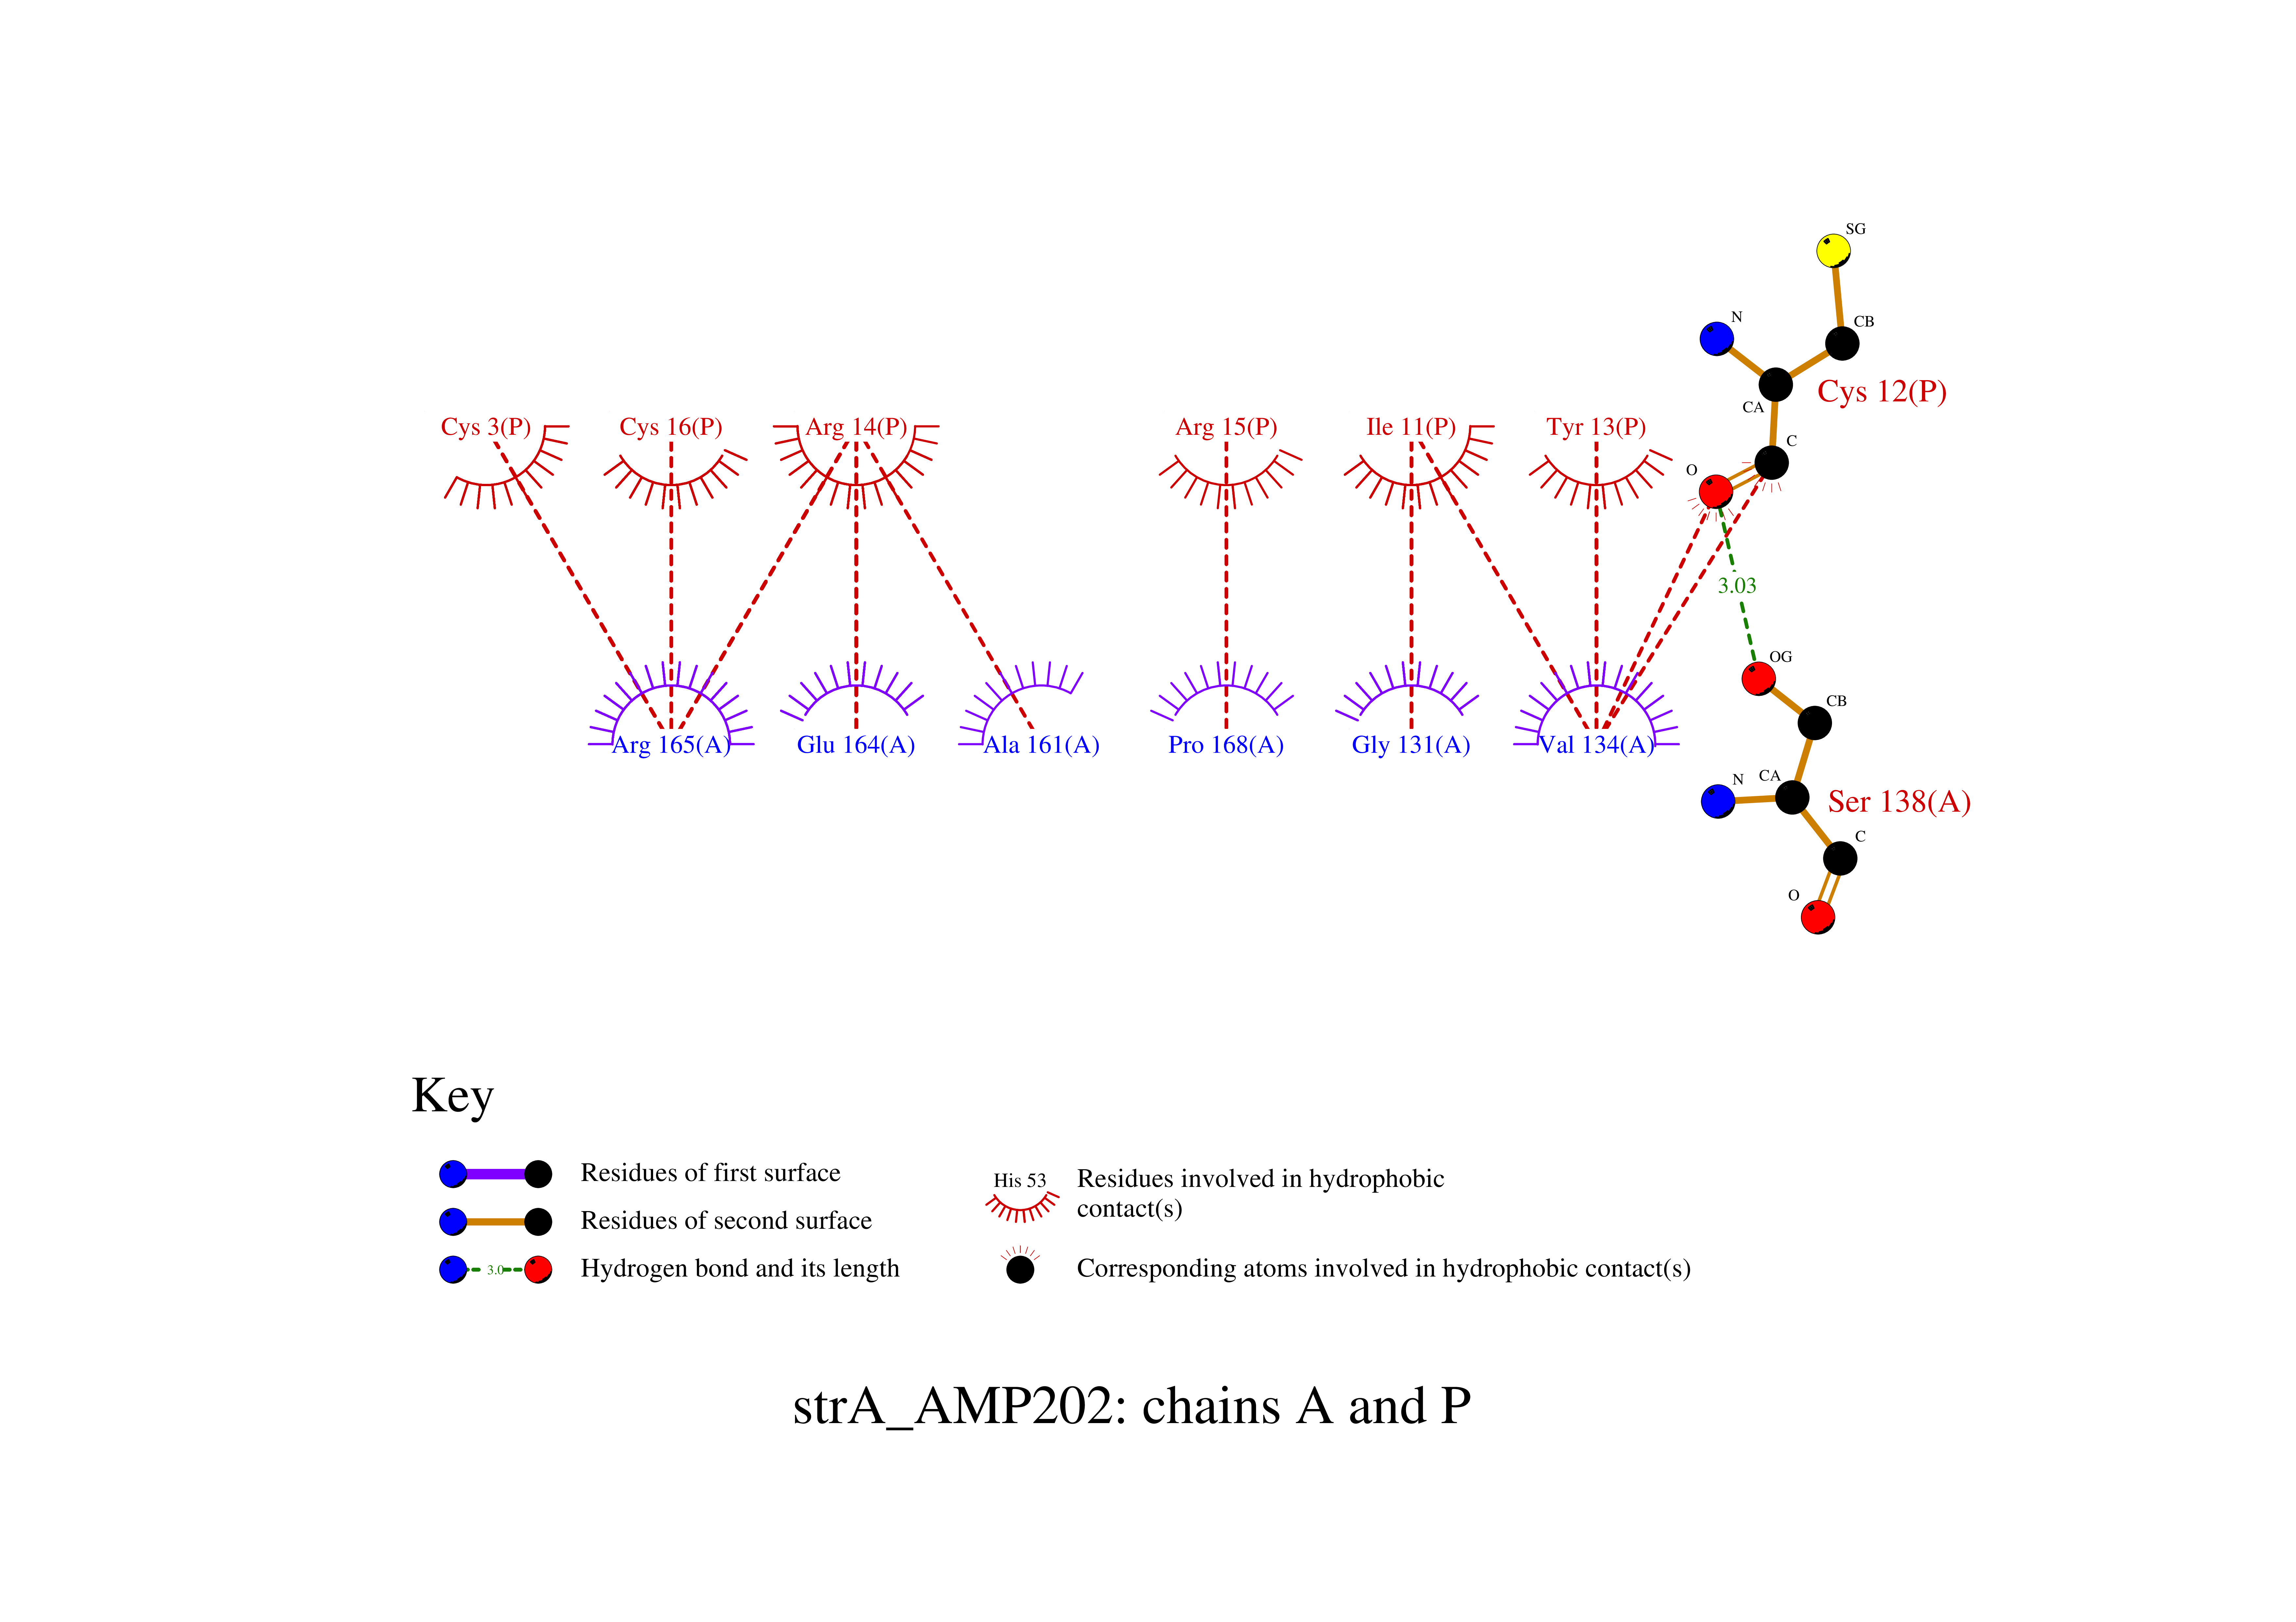 SG
N
CB
Cys 12(P)
CA
Cys 3(P) Cys 16(P) Arg 14(P) Arg 15(P) Ile 11(P) Tyr 13(P)
C
O
3.03
OG
CB
Arg 165(A) Glu 164(A) Ala 161(A) Pro 168(A) Gly 131(A) Val 134(A)
N CA
Ser 138(A)
C
O
Key
Residues of first surface
Residues of second surface
3.0 Hydrogen bond and its length
His 53 Residues involved in hydrophobic
contact(s)
Corresponding atoms involved in hydrophobic contact(s)
strA_AMP202: chains A and P